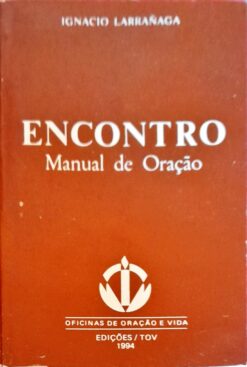 IGNACIO LARRAÑAGA
ENCONTRO
Manual de Oração
OFICINAS DE ORAÇÃO E VIDA
EDIÇÕES / TOV
1994